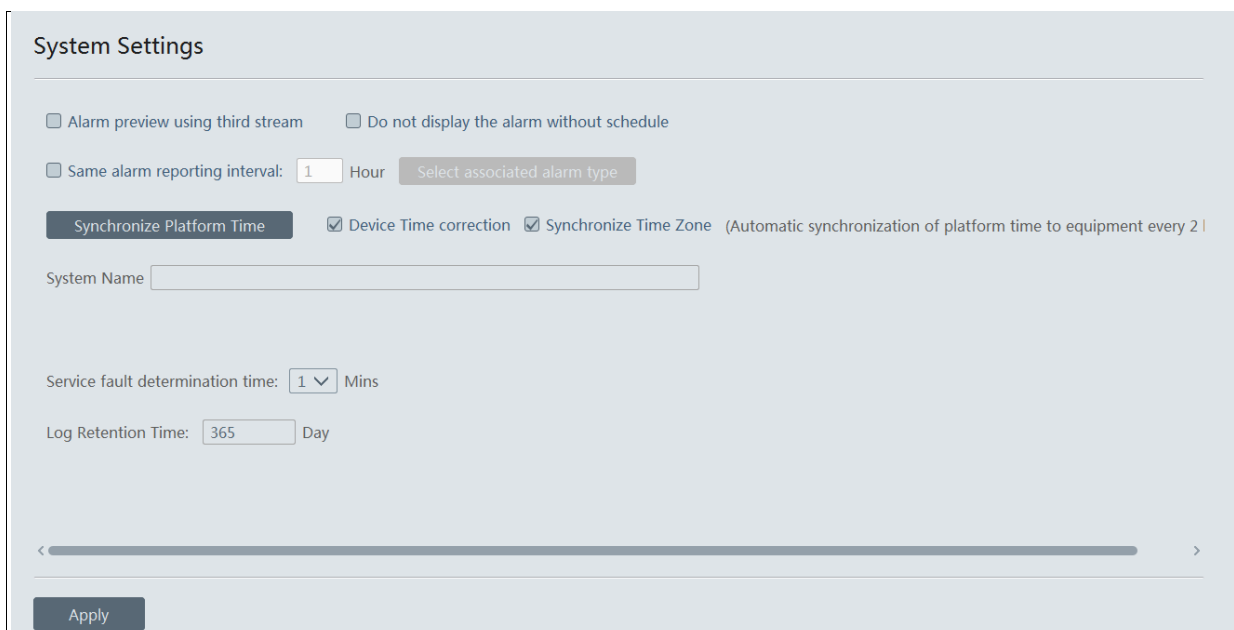 System Settings
Alarm preview using third stream Do not display the alarm without schedule
Same alarm reporting interval: 1 Hour Select associated alarm type
Synchronize Platform Time Device Time correction Synchronize Time Zone (Automatic synchronization of platform time to equipment every 2
System Name
Service fault determination time: 1 Mins
Log Retention Time: 365 Day
Apply